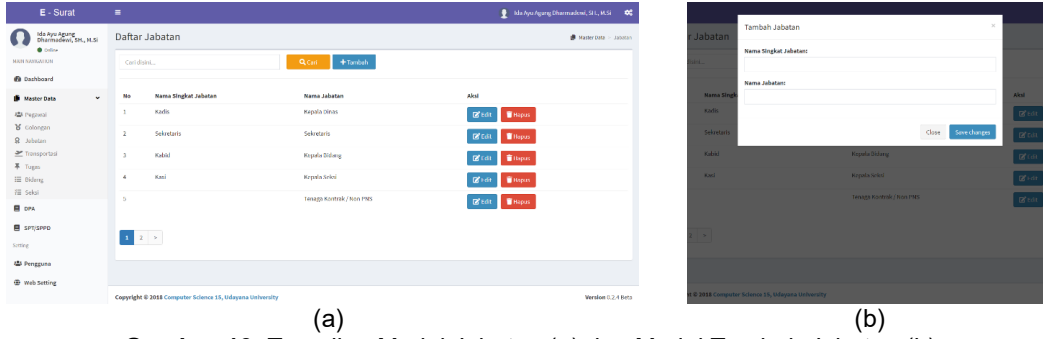 E - Surat
Ida Ayu Agung Dharmadewi, SH., M.Si
Ida Ayu Agung
Dharmadewi, SH., M.Si
Online
MAIN NAVIGATION
Dashboard
Master Data
Pegawai
Golongan
Jabatan
Transportasi
Tugas
Bidang
Seksi
DPA
SPT/SPPD
Setting
Pengguna
Web Setting
Daftar Jabatan
Master Data Jabatan
Cari disini...
Cari
+ Tambah
No Nama Singkat Jabatan Nama Jabatan Aksi
1 Kadis Kepala Dinas Edit Hapus
2 Sekretaris Sekretaris Edit Hapus
3 Kabid Kepala Bidang Edit Hapus
4 Kasi Kepala Seksi Edit Hapus
5 Tenaga Kontrak / Non PNS Edit Hapus
1 2 >
Copyright © 2018 Computer Science 15, Udayana University
Version 0.2.4 Beta
(a)
Tambah Jabatan ×
Nama Singkat Jabatan:
Nama Jabatan:
Close
Save changes
r Jabatan
disini...
Nama Singk Aksi
Kadis Edit
Sekretaris Edit
Kabid Kepala Bidang Edit
Kasi Kepala Seksi Edit
Tenaga Kontrak / Non PNS Edit
2 >
© 2018 Computer Science 15, Udayana University
(b)